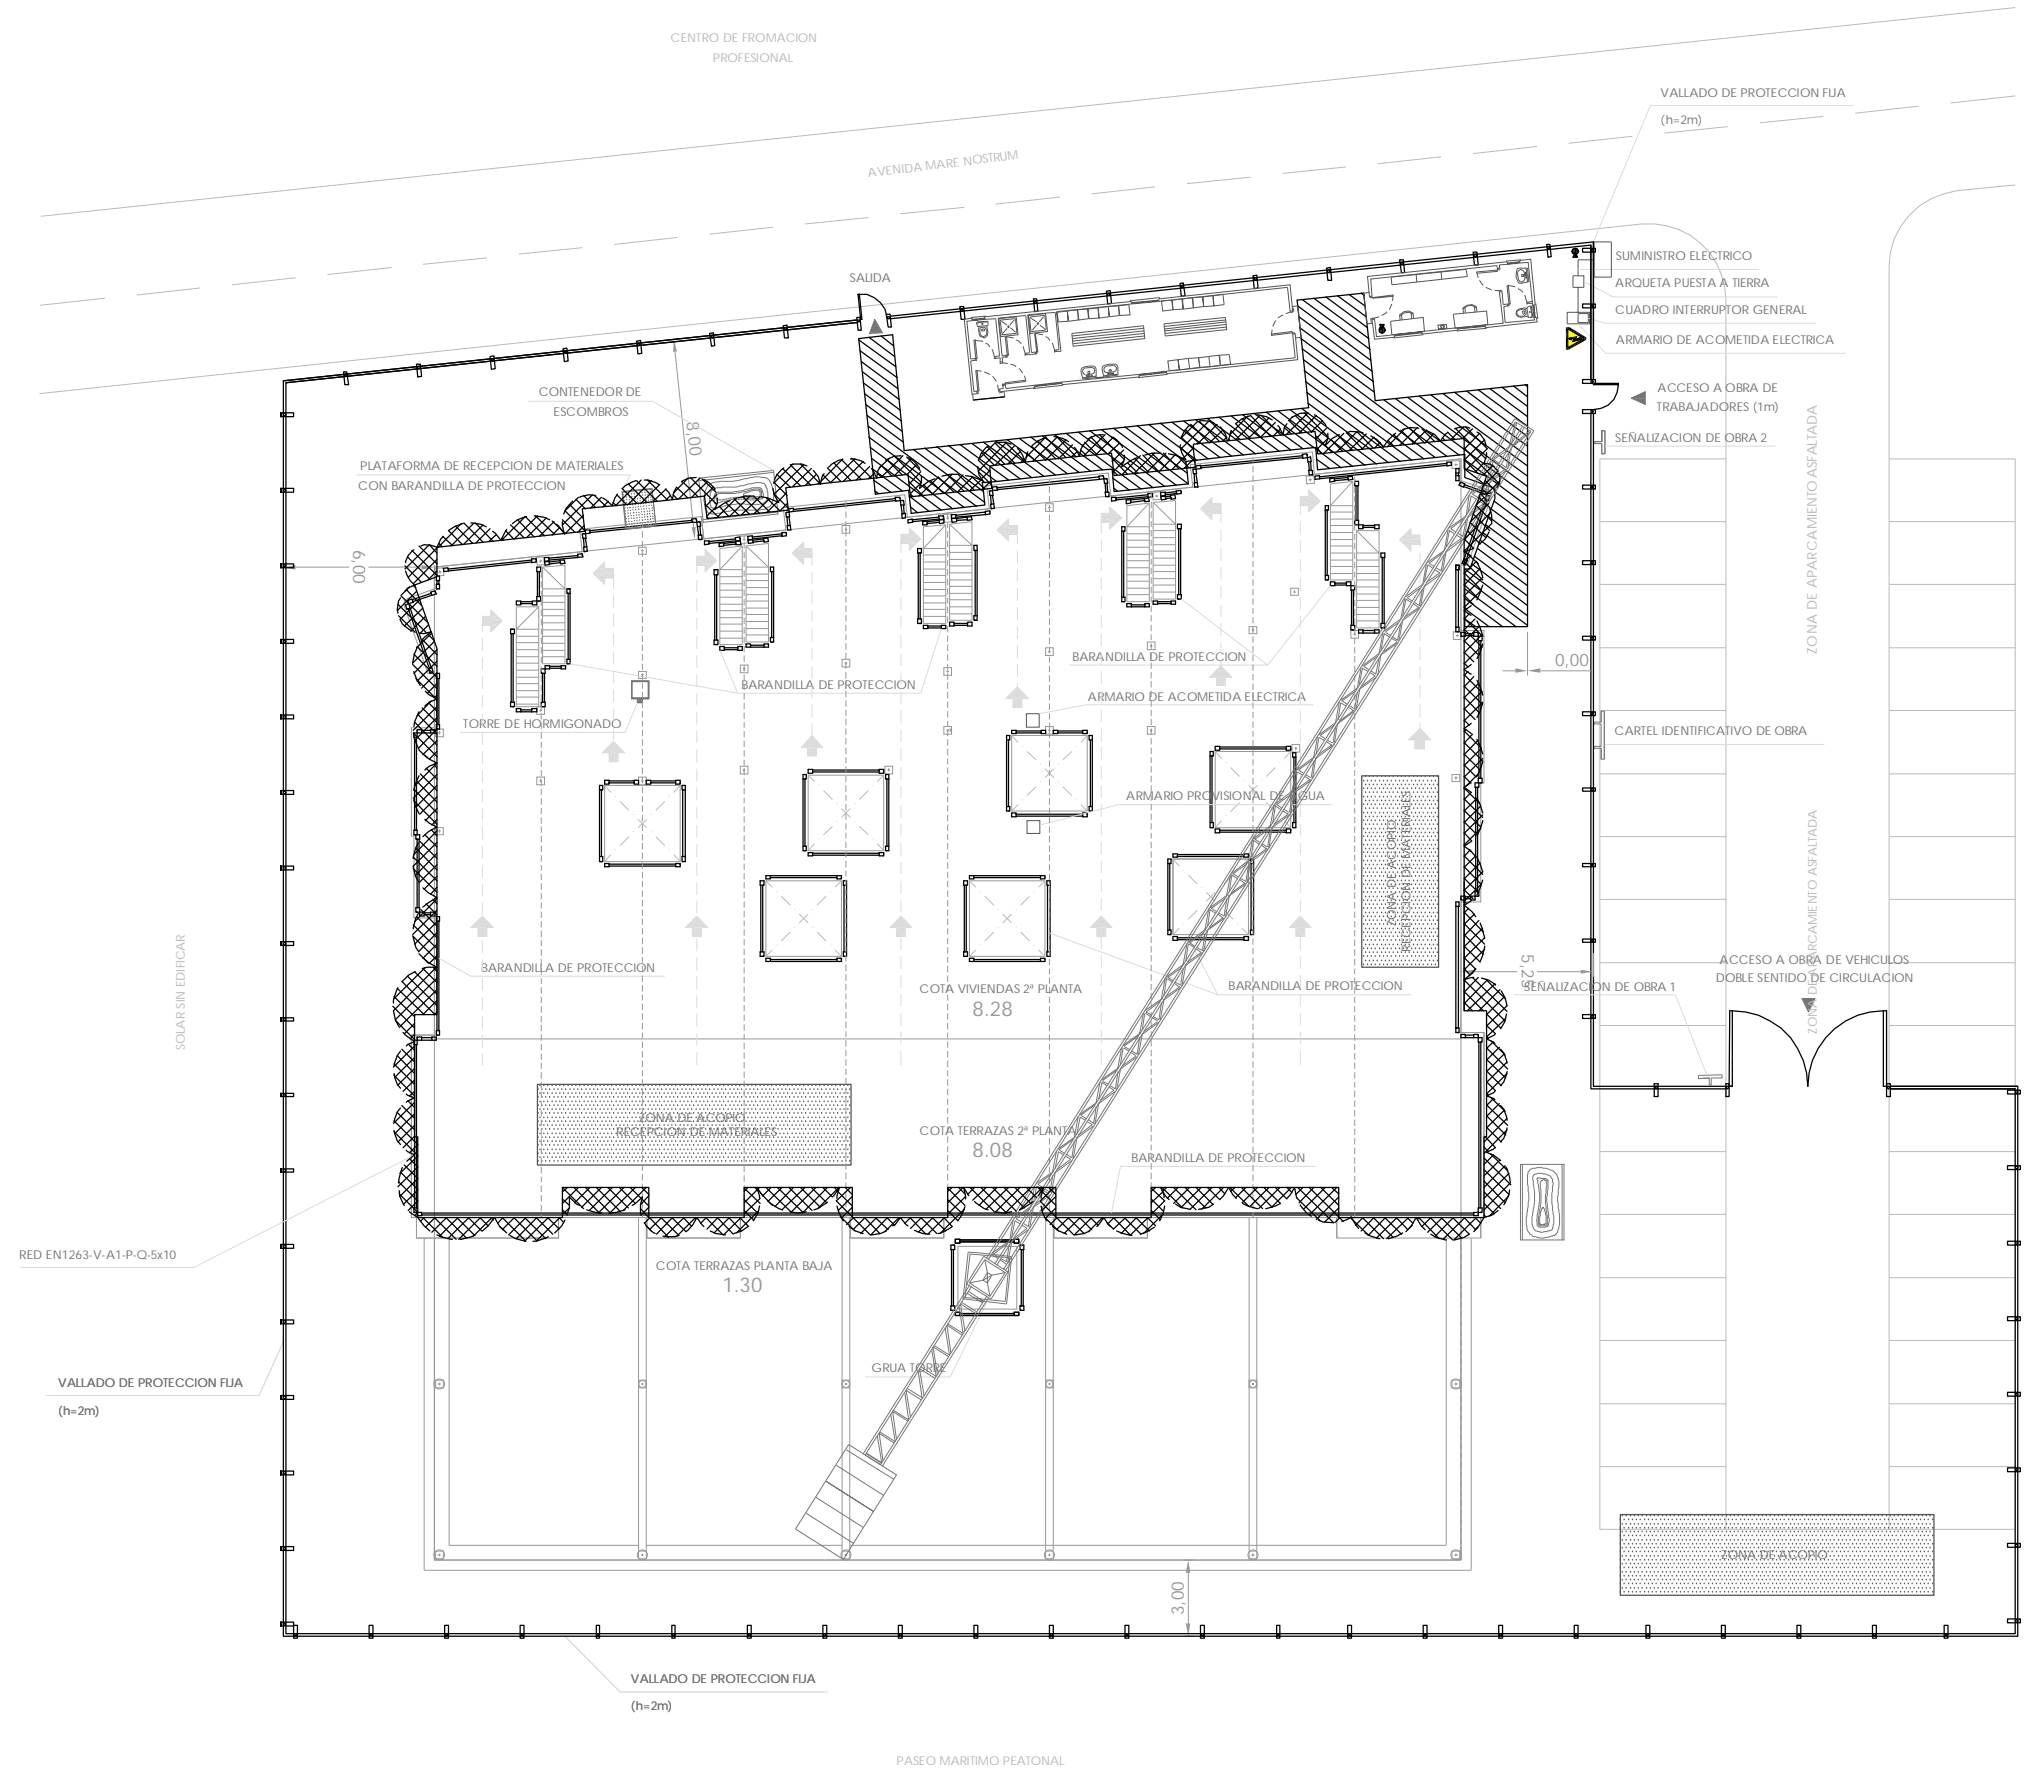 CENTRO DE FROMACION
PROFESIONAL
VALLADO DE PROTECCION FIJA
(h=2m)
AVENIDA MARE NOSTRUM
SALIDA
SUMINISTRO ELECTRICO
ARQUETA PUESTA A TIERRA
CUADRO INTERRUPTOR GENERAL
ARMARIO DE ACOMETIDA ELECTRICA
ACCESO A OBRA DE
TRABAJADORES (1m)
CONTENEDOR DE
ESCOMBROS
8,00
SEÑALIZACION DE OBRA 2
ZONA DE APARCAMIENTO ASFALTADA
PLATAFORMA DE RECEPCION DE MATERIALES
CON BARANDILLA DE PROTECCION
6,00
BARANDILLA DE PROTECCION
0,00
BARANDILLA DE PROTECCION
ARMARIO DE ACOMETIDA ELECTRICA
TORRE DE HORMIGONADO
CARTEL IDENTIFICATIVO DE OBRA
ARMARIO PROVISIONAL DE AGUA
ZONA DE ACOPIO
RECEPCION DE MATERIALES
ZONA DE APARCAMIENTO ASFALTADA
SOLAR SIN EDIFICAR
BARANDILLA DE PROTECCION
ACCESO A OBRA DE VEHICULOS
DOBLE SENTIDO DE CIRCULACION
COTA VIVIENDAS 2ª PLANTA
8.28
BARANDILLA DE PROTECCION
SEÑALIZACION DE OBRA 1
ZONA DE ACOPIO
RECEPCION DE MATERIALES
COTA TERRAZAS 2ª PLANTA
8.08
BARANDILLA DE PROTECCION
RED EN1263-V-A1-P-Q-5x10
COTA TERRAZAS PLANTA BAJA
1.30
GRUA TORRE
VALLADO DE PROTECCION FIJA
(h=2m)
ZONA DE ACOPIO
3,00
VALLADO DE PROTECCION FIJA
(h=2m)
PASEO MARITIMO PEATONAL